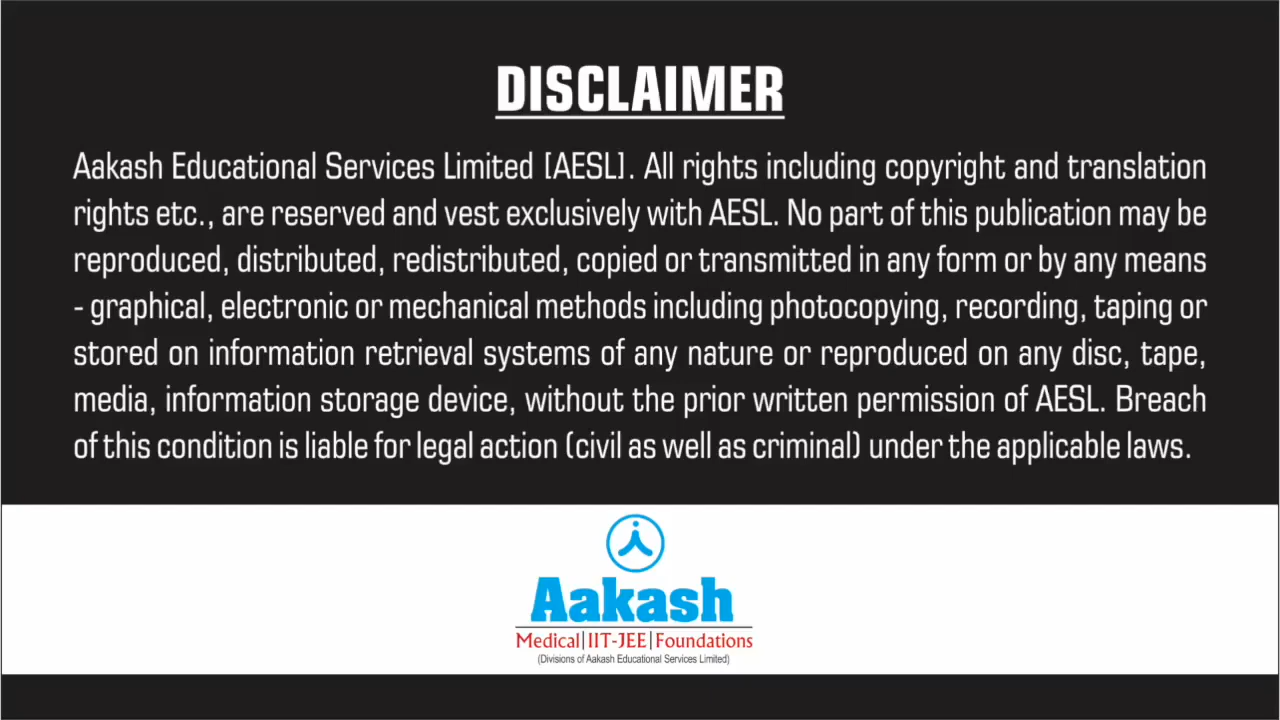 DISCLAIMER
Aakash Educational Services Limited [AESL]. All rights including copyright and translation
rights etc., are reserved and vest exclusively with AESL. No part of this publication may be
reproduced, distributed, redistributed, copied or transmitted in any form or by any means
- graphical, electronic or mechanical methods including photocopying, recording, taping or
stored on information retrieval systems of any nature or reproduced on any disc, tape,
media, information storage device, without the prior written permission of AESL. Breach
of this condition is liable for legal action (civil as well as criminal) under the applicable laws.
Aakash
Medical|IIT-JEE|Foundations
(Divisions of Aakash Educational Services Limited)